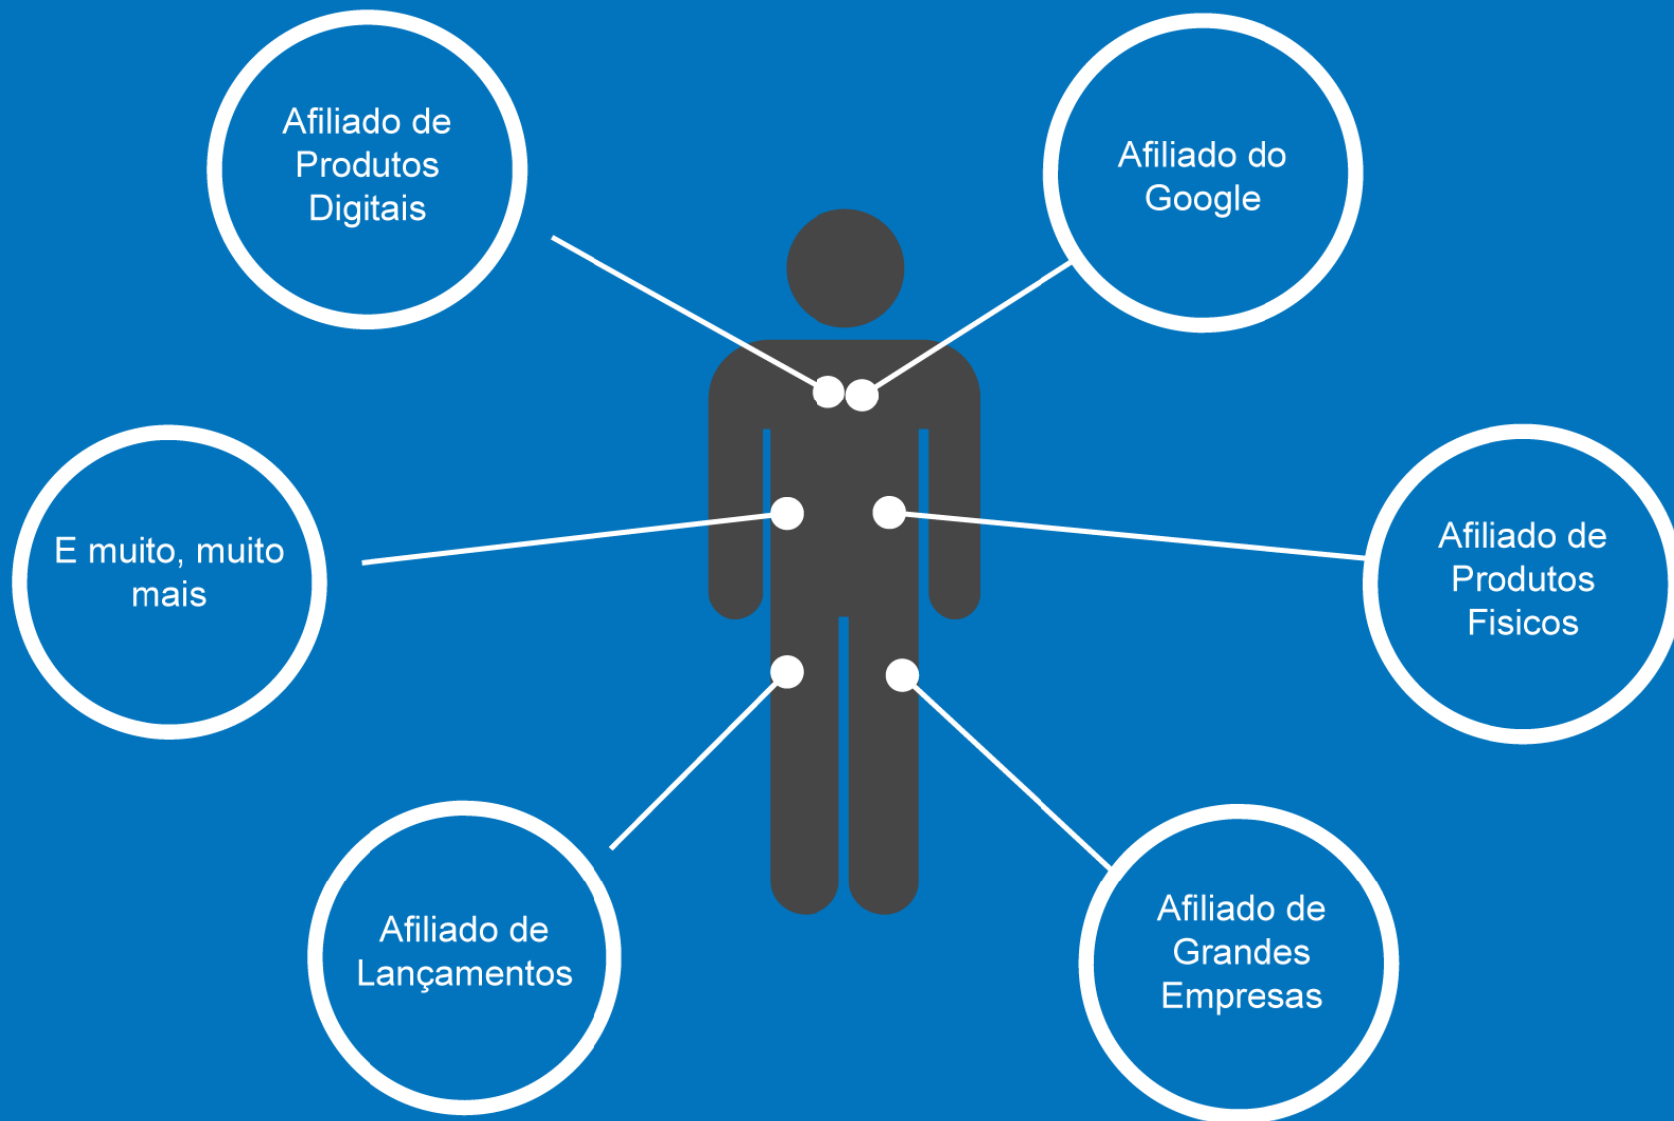 Afiliado de
Produtos
Digitais
Afiliado do
Google
E muito, muito
mais
Afiliado de
Produtos
Fisicos
Afiliado de
Lançamentos
Afiliado de
Grandes
Empresas